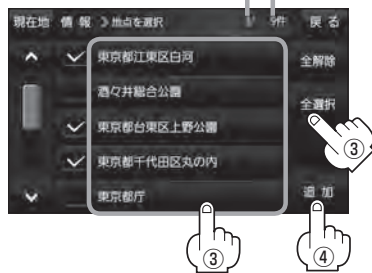 現在地 情 報 ＞地点を選択 9件 戻 る
東京都江東区白河
全解除
酒々井総合公園
全選択
東京都台東区上野公園
③
東京都千代田区丸の内
東京都庁
追 加
③ ④